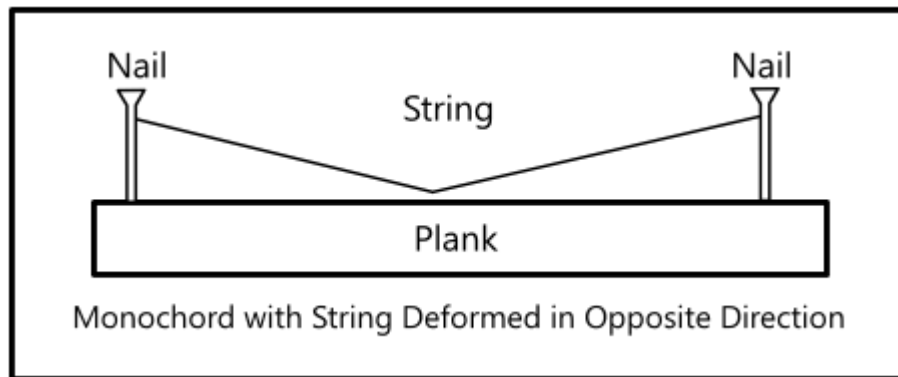 Nail Nail
String
Plank
Monochord with String Deformed in Opposite Direction